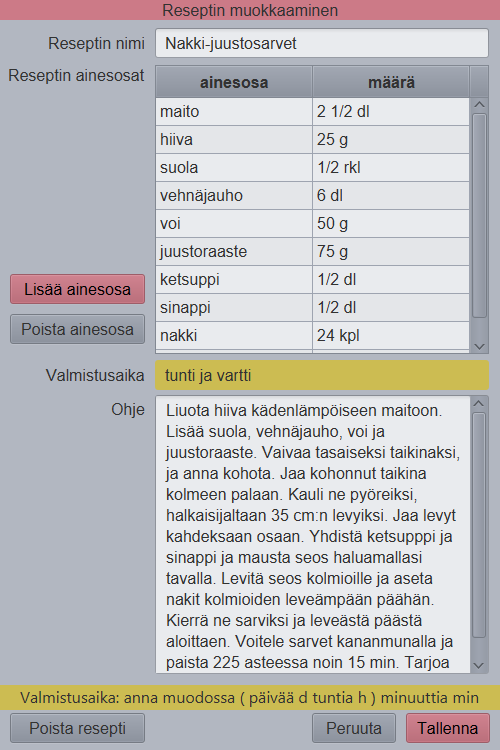 Reseptin muokkaaminen
Reseptin nimi Nakki-juustosarvet
Reseptin ainesosat
ainesosa määrä
maito 2 1/2 dl
hiiva 25 g
suola 1/2 rkl
vehnäjauho 6 dl
voi 50 g
juustoraaste 75 g
ketsuppi 1/2 dl
sinappi 1/2 dl
nakki 24 kpl
Lisää ainesosa
Poista ainesosa
Valmistusaika tunti ja vartti
Ohje
Liuota hiiva kädenlämpöiseen maitoon.
Lisää suola, vehnäjauho, voi ja
juustoraaste. Vaivaa tasaiseksi taikinaksi,
ja anna kohota. Jaa kohonnut taikina
kolmeen palaan. Kauli ne pyöreiksi,
halkaisijaltaan 35 cm:n levyiksi. Jaa levyt
kahdeksaan osaan. Yhdistä ketsupppi ja
sinappi ja mausta seos haluamallasi
tavalla. Levitä seos kolmioille ja aseta
nakit kolmioiden leveämpään päähän.
Kierrä ne sarviksi ja leveästä päästä
aloittaen. Voitele sarvet kananmunalla ja
paista 225 asteessa noin 15 min. Tarjoa
Valmistusaika: anna muodossa ( päivää d tuntia h ) minuuttia min
Poista resepti Peruuta Tallenna